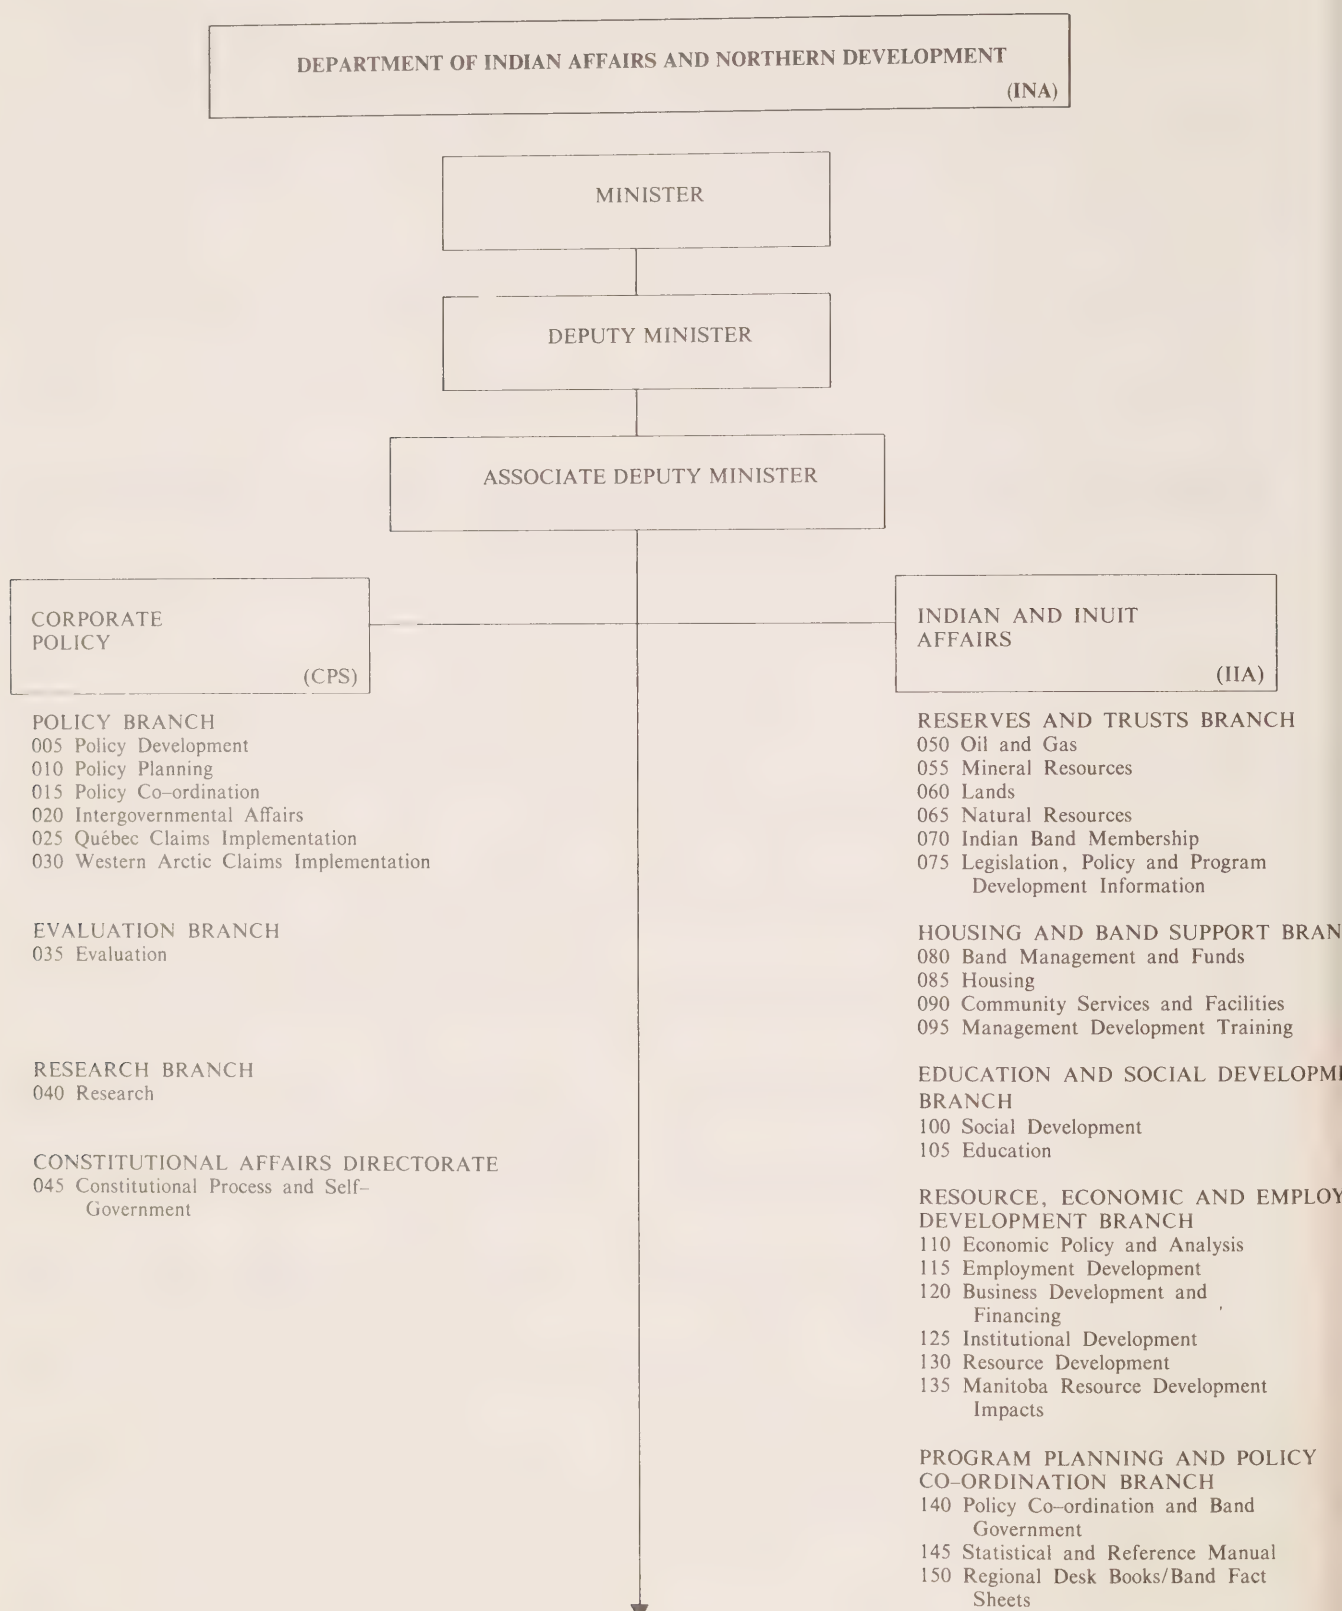 DEPARTMENT OF INDIAN AFFAIRS AND NORTHERN DEVELOPMENT
(INA)
MINISTER
DEPUTY MINISTER
ASSOCIATE DEPUTY MINISTER
CORPORATE
POLICY
(CPS)
POLICY BRANCH
005 Policy Development
010 Policy Planning
015 Policy Co-ordination
020 Intergovernmental Affairs
025 Québec Claims Implementation
030 Western Arctic Claims Implementation
EVALUATION BRANCH
035 Evaluation
RESEARCH BRANCH
040 Research
CONSTITUTIONAL AFFAIRS DIRECTORATE
045 Constitutional Process and Self-
Government
INDIAN AND INUIT
AFFAIRS
(IIA)
RESERVES AND TRUSTS BRANCH
050 Oil and Gas
055 Mineral Resources
060 Lands
065 Natural Resources
070 Indian Band Membership
075 Legislation, Policy and Program
Development Information
HOUSING AND BAND SUPPORT BRAN
080 Band Management and Funds
085 Housing
090 Community Services and Facilities
095 Management Development Training
EDUCATION AND SOCIAL DEVELOPM
BRANCH
100 Social Development
105 Education
RESOURCE, ECONOMIC AND EMPLOY
DEVELOPMENT BRANCH
110 Economic Policy and Analysis
115 Employment Development
120 Business Development and
Financing
125 Institutional Development
130 Resource Development
135 Manitoba Resource Development
Impacts
PROGRAM PLANNING AND POLICY
CO-ORDINATION BRANCH
140 Policy Co-ordination and Band
Government
145 Statistical and Reference Manual
150 Regional Desk Books/Band Fact
Sheets